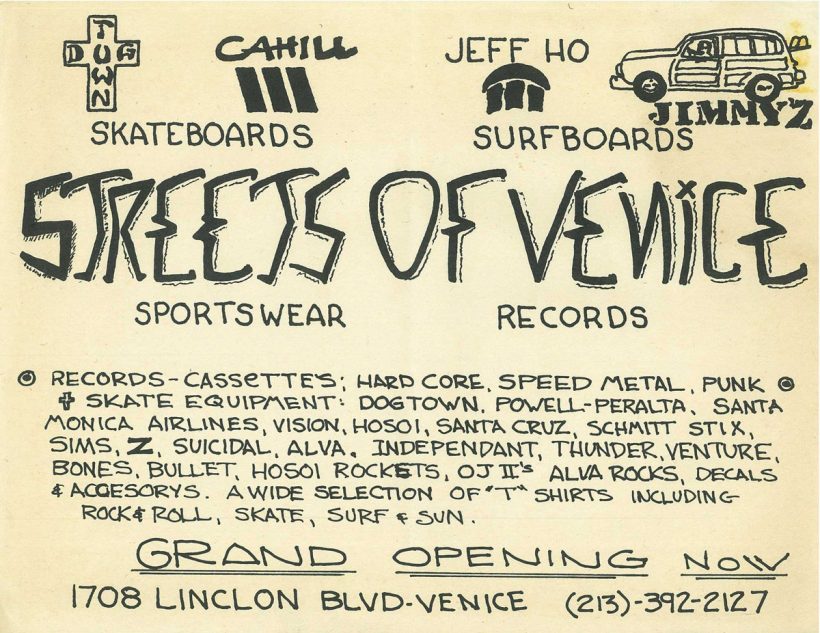 DOG TOWN
CAHILL
JEFF HO
JIMMY'Z
SKATEBOARDS
SURFBOARDS
STREETS OF VENICE
SPORTSWEAR
RECORDS
RECORDS-CASSETTE'S; HARD CORE, SPEED METAL, PUNK
SKATE EQUIPMENT: DOGTOWN, POWELL-PERALTA, SANTA
MONICA AIRLINES, VISION, HOSOI, SANTA CRUZ, SCHMITT STIX,
SIMS, Z, SUICIDAL, ALVA, INDEPENDANT, THUNDER, VENTURE,
BONES, BULLET, HOSOI ROCKETS, OJ II's ALVA ROCKS, DECALS
& ACCESORYS. A WIDE SELECTION OF "T" SHIRTS INCLUDING
ROCK & ROLL, SKATE, SURF & SUN.
GRAND OPENING NOW
1708 LINCLON BLVD-VENICE (213)-392-2127